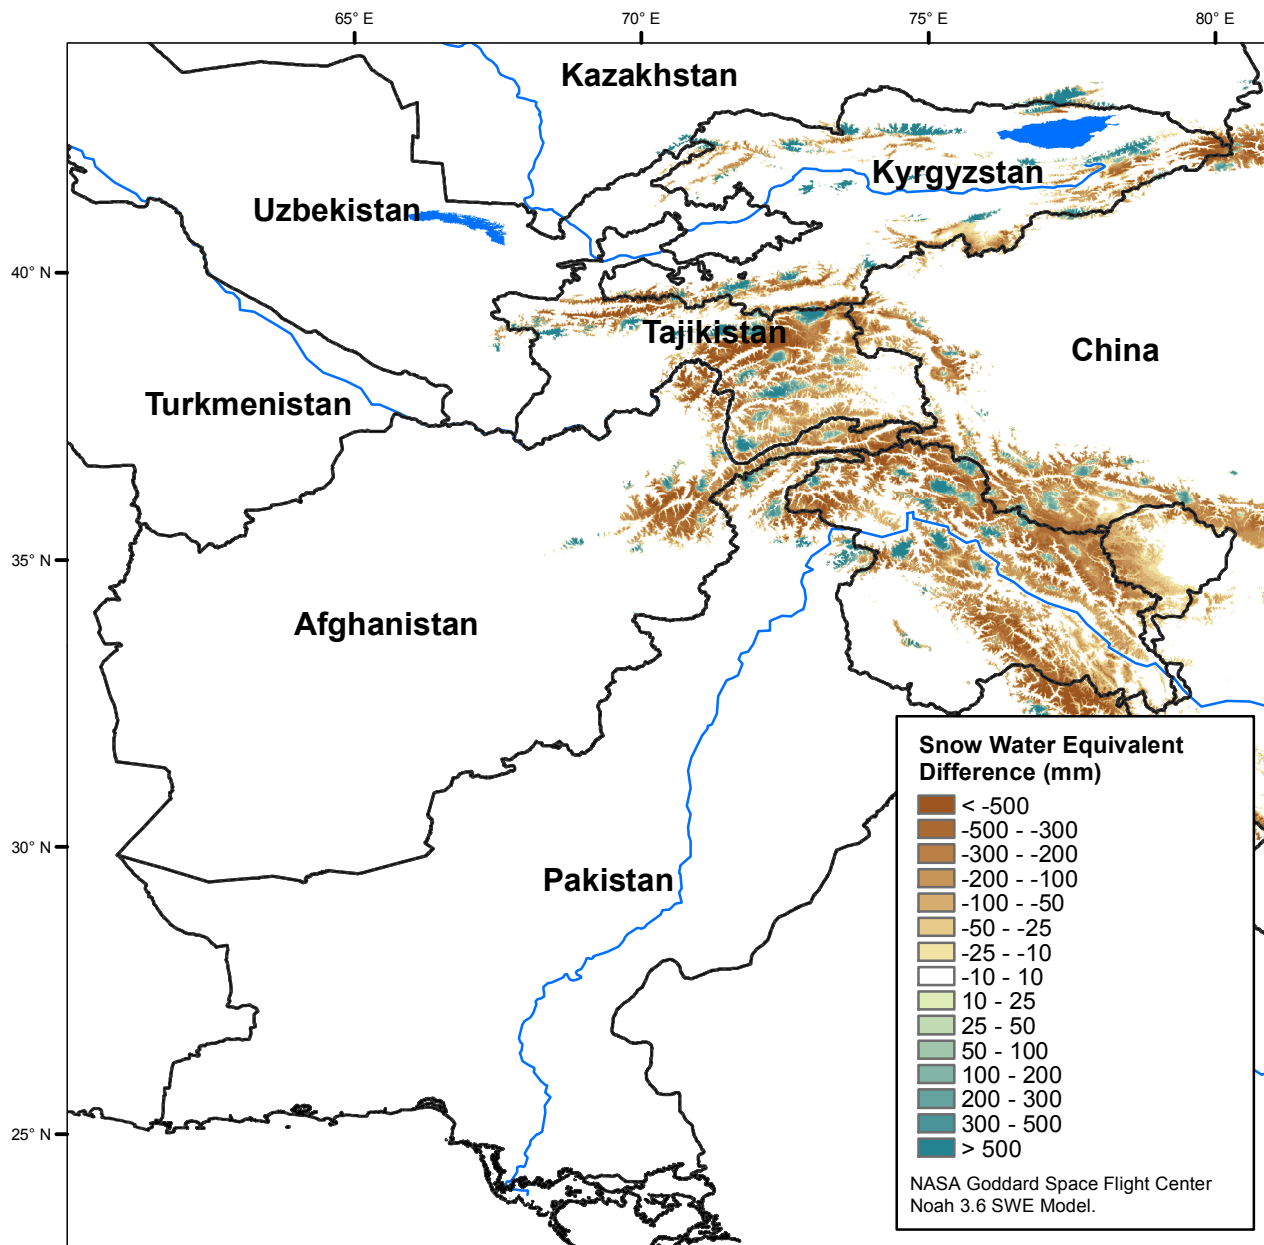 65° E
70° E
75° E
80° E
Kazakhstan
Kyrgyzstan
Uzbekistan
40° N
Tajikistan
China
Turkmenistan
35° N
Afghanistan
Snow Water Equivalent
Difference (mm)
< -500
-500 - -300
-300 - -200
-200 - -100
-100 - -50
-50 - -25
-25 - -10
-10 - 10
10 - 25
25 - 50
50 - 100
100 - 200
200 - 300
300 - 500
> 500
NASA Goddard Space Flight Center
Noah 3.6 SWE Model.
30° N
Pakistan
25° N